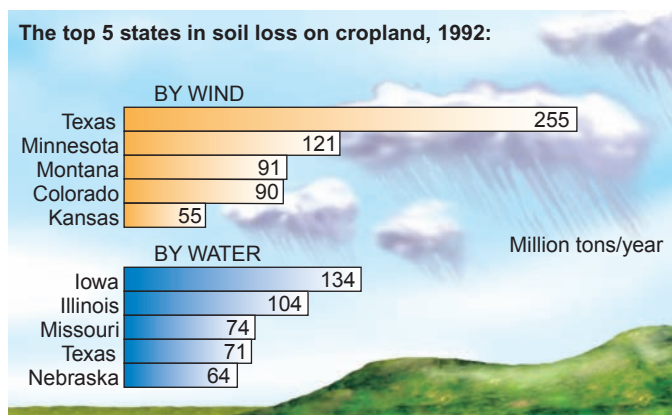 The top 5 states in soil loss on cropland, 1992:
BY WIND
Texas 255
Minnesota 121
Montana 91
Colorado 90
Kansas 55
Million tons/year
BY WATER
Iowa 134
Illinois 104
Missouri 74
Texas 71
Nebraska 64